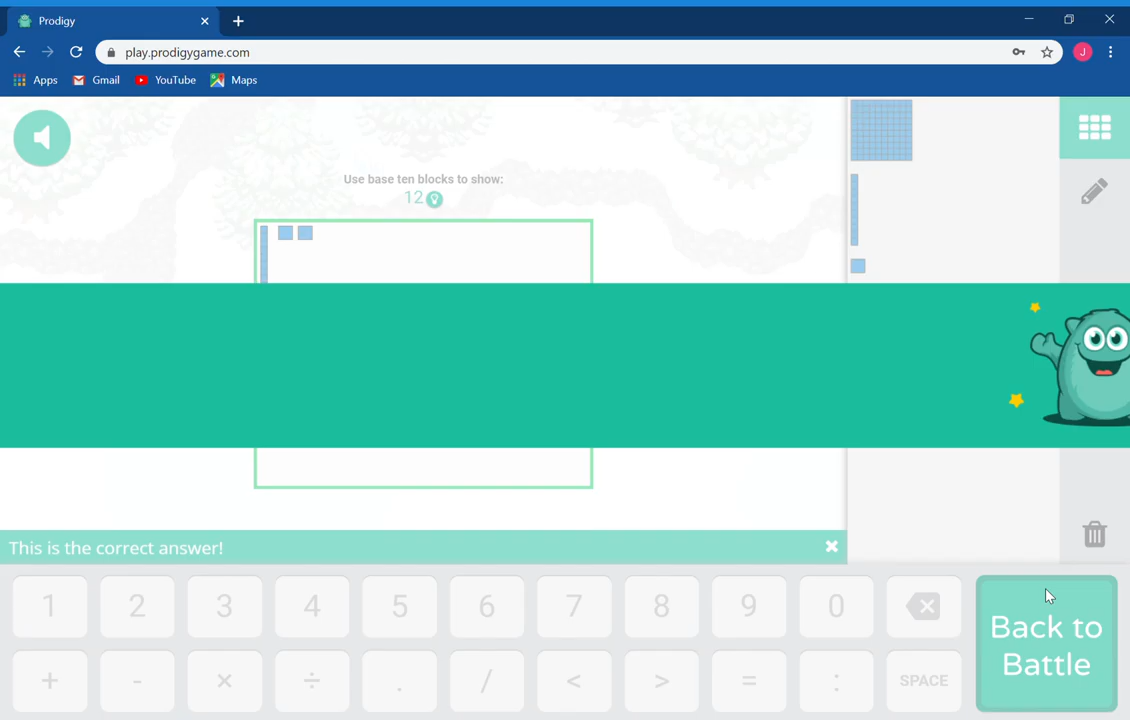 Prodigy
play.prodigygame.com
J
Apps Gmail YouTube Maps
Use base ten blocks to show:
12
This is the correct answer!
1 2 3 4 5 6 7 8 9 0
Back to
Battle
+ - × ÷ . / < > = : SPACE